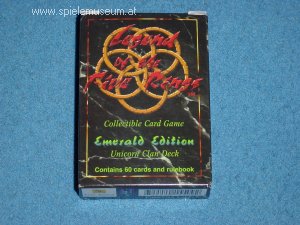 www.spielemuseum.at
Legend
of the
Five Rings
Collectible Card Game
Emerald Edition
Unicorn Clan Deck
Contains 60 cards and rulebook